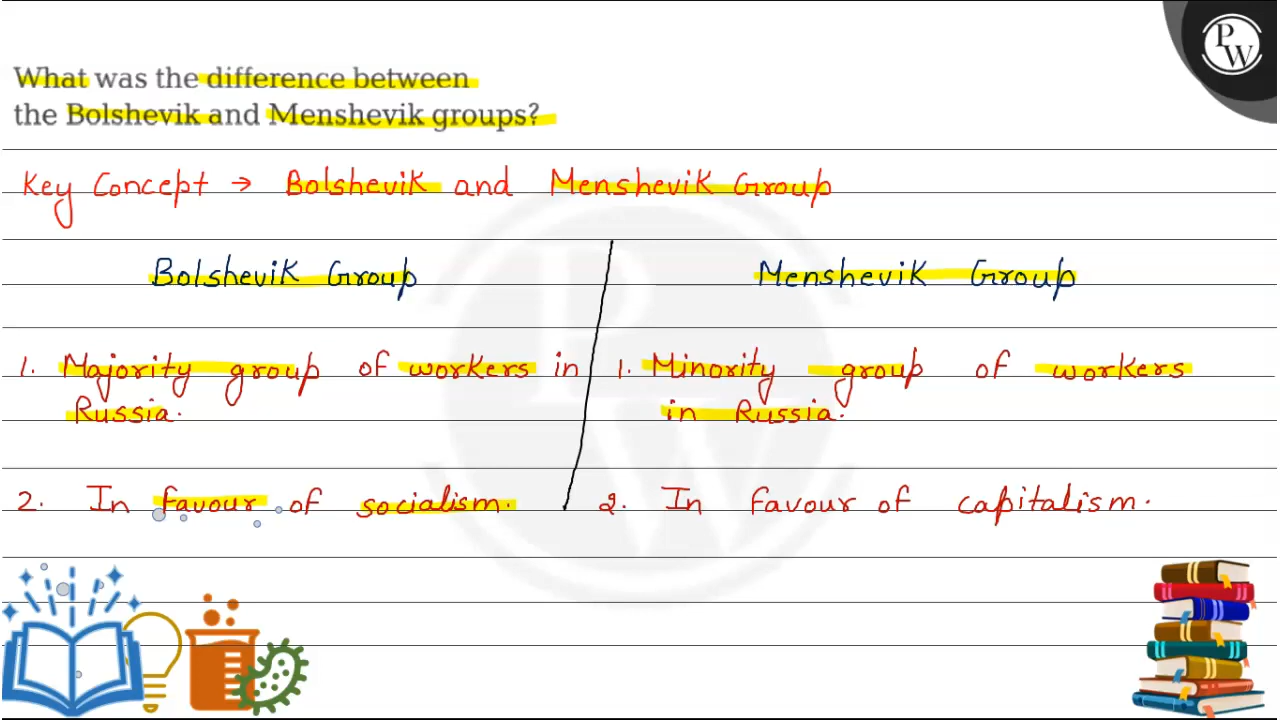 What was the difference between
the Bolshevik and Menshevik groups?
Key Concept → Bolshevik and Menshevik Group
Bolshevik Group
Menshevik Group
1. Majority group of workers in
Russia.
1. Minority group of workers
in Russia.
2. In favour of socialism.
2. In favour of capitalism.
PW
PW